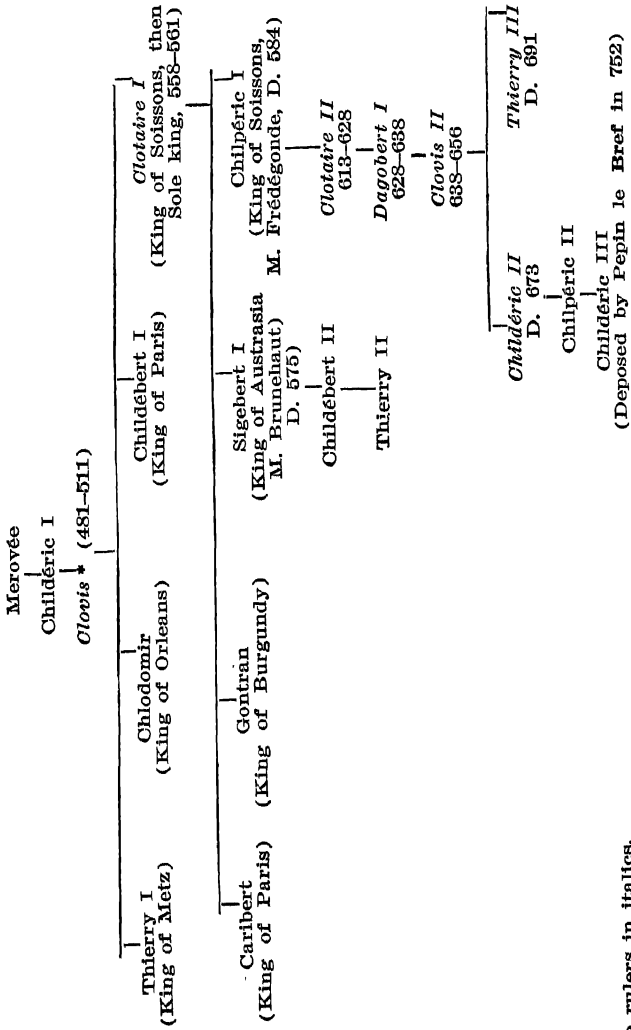 Merovée
Childéric I
Clovis * (481–511)
Thierry I
(King of Metz)
Chlodomir
(King of Orleans)
Childébert I
(King of Paris)
Clotaire I
(King of Soissons, then
Sole king, 558–561)
Caribert
(King of Paris)
Gontran
(King of Burgundy)
Sigebert I
(King of Austrasia
M. Brunehaut)
D. 575)
Childébert II
Thierry II
Chilpéric I
(King of Soissons,
M. Frédégonde, D. 584)
Clotaire II
613–628
Dagobert I
628–638
Clovis II
638–656
Childéric II
D. 673
Chilpéric II
Childéric III
(Deposed by Pepin le Bref in 752)
Thierry III
D. 691
rulers in italics.